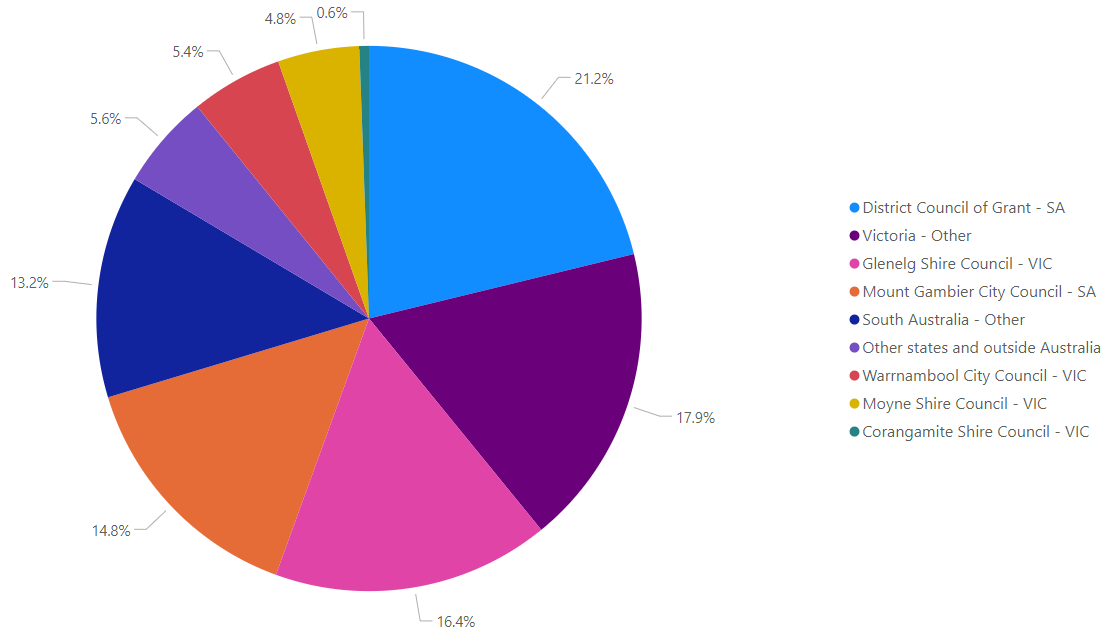 0.6%
4.8%
5.4%
21.2%
5.6%
13.2%
17.9%
14.8%
16.4%
District Council of Grant - SA
Victoria - Other
Glenelg Shire Council - VIC
Mount Gambier City Council - SA
South Australia - Other
Other states and outside Australia
Warrnambool City Council - VIC
Moyne Shire Council - VIC
Corangamite Shire Council - VIC